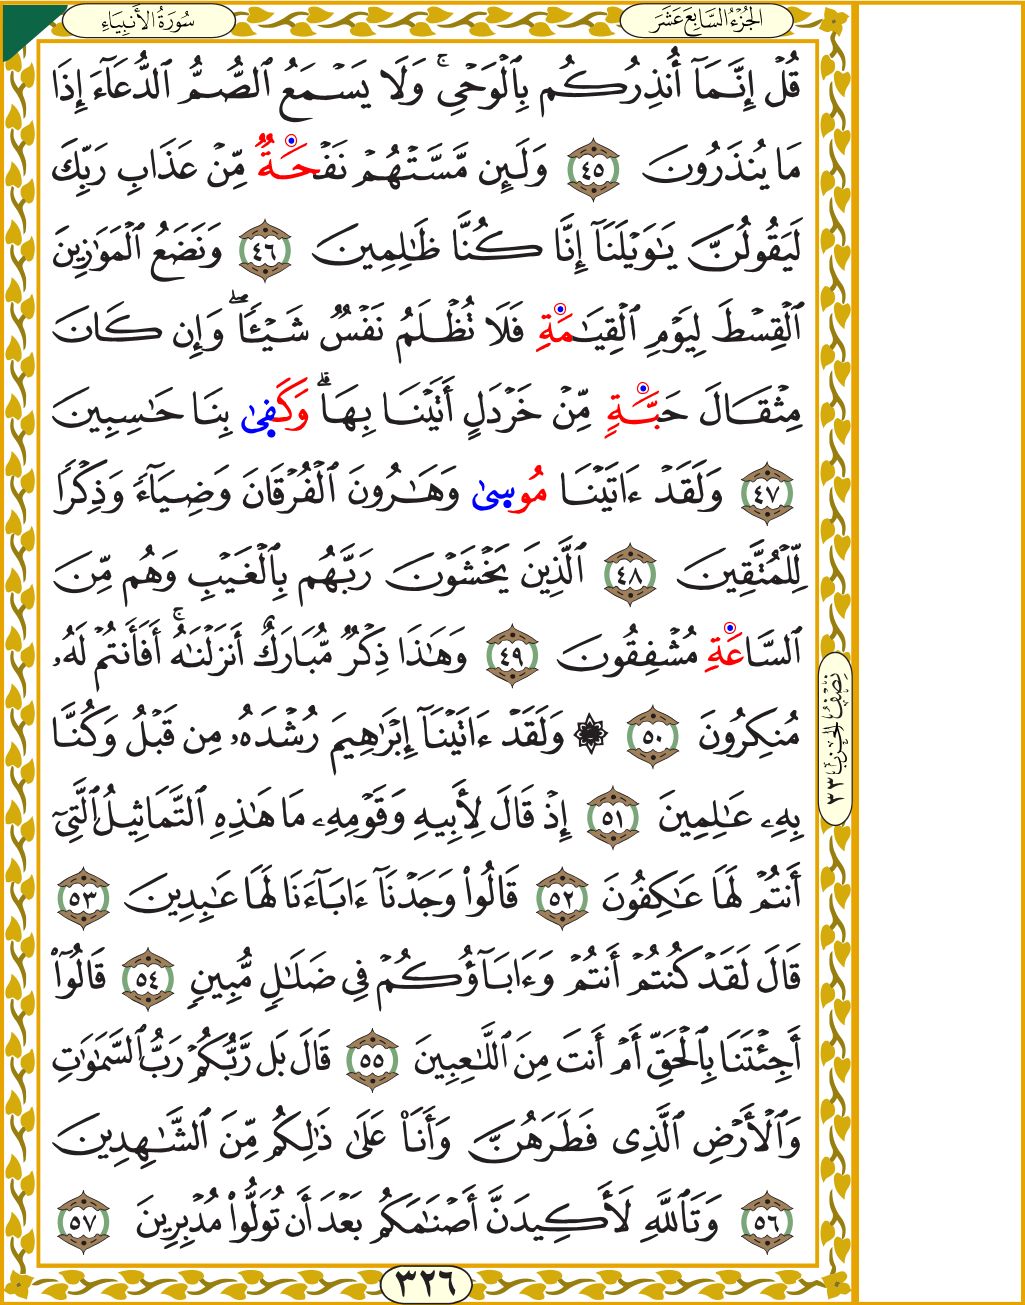 سُورَةُ الأَنبِيَاءِ
الجُزْءُ السَّابِعَ عَشَرَ
قُلْ إِنَّمَآ أُنذِرُكُم بِٱلْوَحْىِ ۚ وَلَا يَسْمَعُ ٱلصُّمُّ ٱلدُّعَآءَ إِذَا
مَا يُنذَرُونَ ٤٥ وَلَئِن مَّسَّتْهُمْ نَفْحَةٌ مِّنْ عَذَابِ رَبِّكَ
لَيَقُولُنَّ يَـٰوَيْلَنَآ إِنَّا كُنَّا ظَـٰلِمِينَ ٤٦ وَنَضَعُ ٱلْمَوَٰزِينَ
ٱلْقِسْطَ لِيَوْمِ ٱلْقِيَـٰمَةِ فَلَا تُظْلَمُ نَفْسٌ شَيْـًٔا ۖ وَإِن كَانَ
مِثْقَالَ حَبَّةٍ مِّنْ خَرْدَلٍ أَتَيْنَا بِهَا ۗ وَكَفَىٰ بِنَا حَـٰسِبِينَ
٤٧ وَلَقَدْ ءَاتَيْنَا مُوسَىٰ وَهَـٰرُونَ ٱلْفُرْقَانَ وَضِيَآءً وَذِكْرًا
لِّلْمُتَّقِينَ ٤٨ ٱلَّذِينَ يَخْشَوْنَ رَبَّهُم بِٱلْغَيْبِ وَهُم مِّنَ
ٱلسَّاعَةِ مُشْفِقُونَ ٤٩ وَهَـٰذَا ذِكْرٌ مُّبَارَكٌ أَنزَلْنَـٰهُ ۚ أَفَأَنتُمْ لَهُۥ
مُنكِرُونَ ٥٠ ۞ وَلَقَدْ ءَاتَيْنَآ إِبْرَٰهِيمَ رُشْدَهُۥ مِن قَبْلُ وَكُنَّا
بِهِۦ عَـٰلِمِينَ ٥١ إِذْ قَالَ لِأَبِيهِ وَقَوْمِهِۦ مَا هَـٰذِهِ ٱلتَّمَاثِيلُ ٱلَّتِىٓ
أَنتُمْ لَهَا عَـٰكِفُونَ ٥٢ قَالُوا۟ وَجَدْنَآ ءَابَآءَنَا لَهَا عَـٰبِدِينَ ٥٣
قَالَ لَقَدْ كُنتُمْ أَنتُمْ وَءَابَآؤُكُمْ فِى ضَلَـٰلٍ مُّبِينٍ ٥٤ قَالُوٓا۟
أَجِئْتَنَا بِٱلْحَقِّ أَمْ أَنتَ مِنَ ٱللَّـٰعِبِينَ ٥٥ قَالَ بَل رَّبُّكُمْ رَبُّ ٱلسَّمَـٰوَٰتِ
وَٱلْأَرْضِ ٱلَّذِى فَطَرَهُنَّ وَأَنَا۠ عَلَىٰ ذَٰلِكُم مِّنَ ٱلشَّـٰهِدِينَ
٥٦ وَتَٱللَّهِ لَأَكِيدَنَّ أَصْنَـٰمَكُم بَعْدَ أَن تُوَلُّوا۟ مُدْبِرِينَ ٥٧
نِصْفُ الحِزْبِ ٣٣
٣٢٦